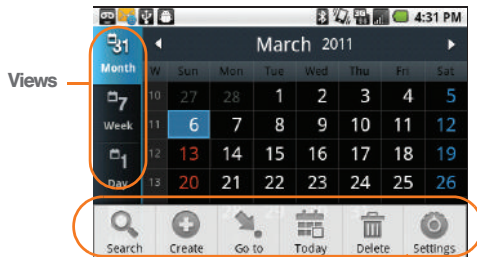 4:31 PM
Views
31
Month
March 2011
W Sun Mon Tue Wed Thu Fri Sat
10 27 28 1 2 3 4 5
7
Week
11 6 7 8 9 10 11 12
1
Day
12 13 14 15 16 17 18 19
13 20 21 22 23 24 25 26
Search Create Go to Today Delete Settings